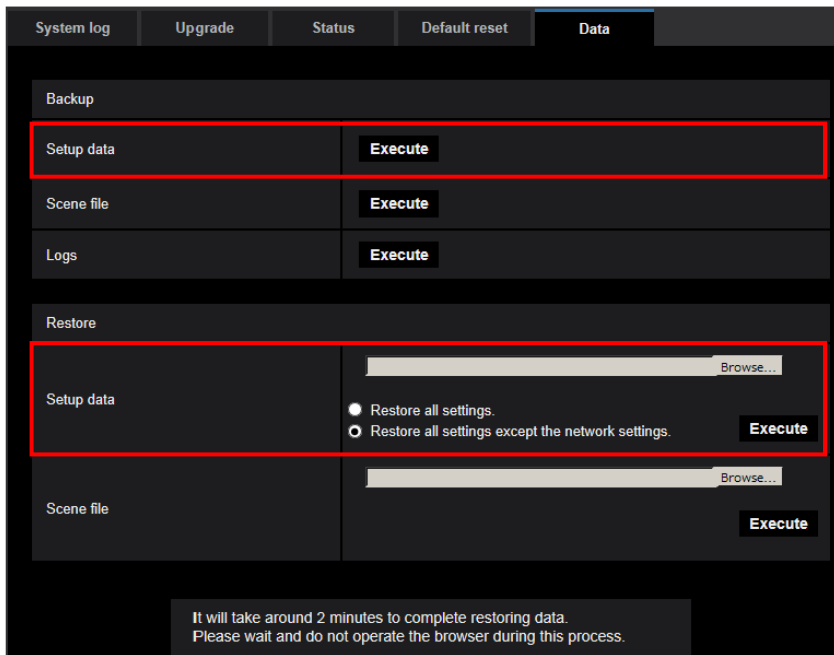 System log Upgrade Status Default reset Data
Backup
Setup data Execute
Scene file Execute
Logs Execute
Restore
Browse...
Setup data
Restore all settings.
Restore all settings except the network settings. Execute
Browse...
Scene file
Execute
It will take around 2 minutes to complete restoring data.
Please wait and do not operate the browser during this process.